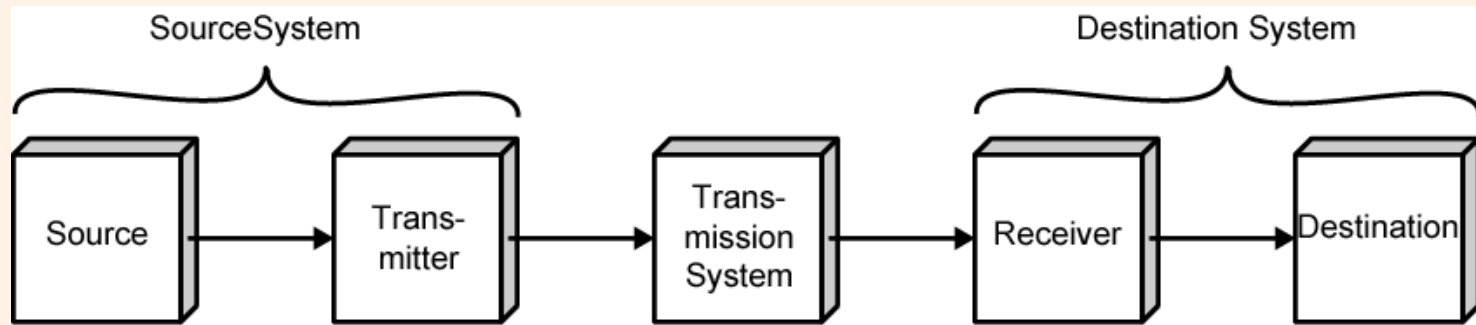 SourceSystem
Destination System
Source
Trans-
mitter
Trans-
mission
System
Receiver
Destination